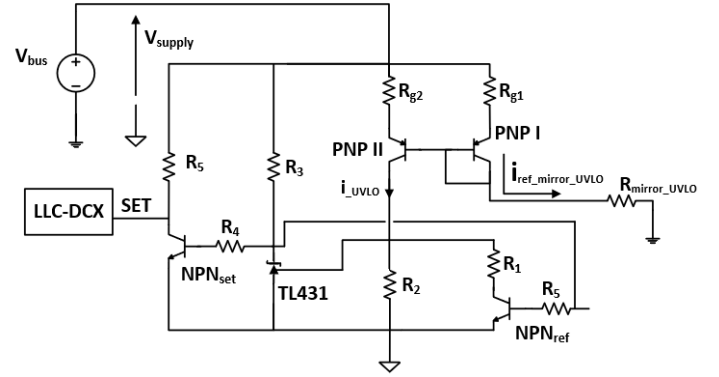 Vbus
Vsupply
+
−
R5
R3
Rg2
Rg1
PNP II
PNP I
i_UVLO
iref_mirror_UVLO
Rmirror_UVLO
LLC-DCX
SET
R4
NPNset
TL431
R2
R1
R5
NPNref